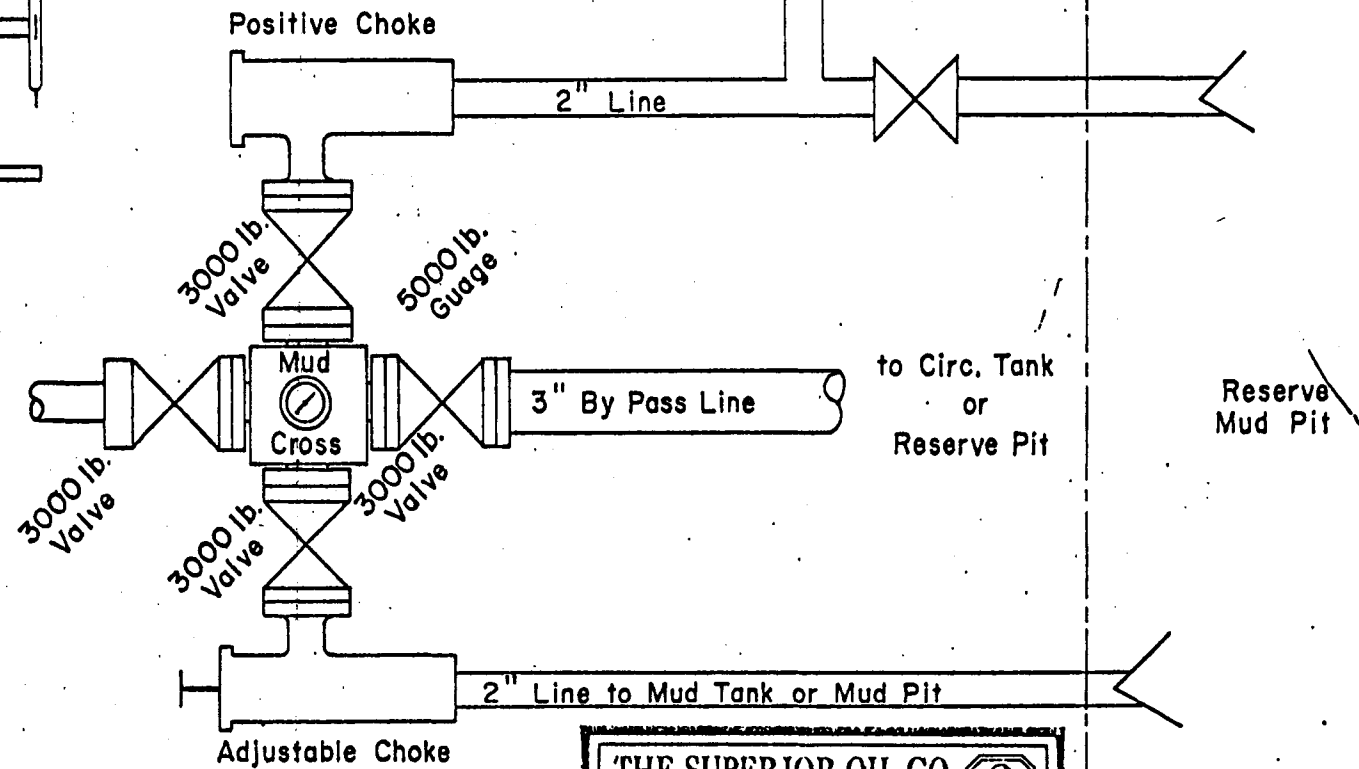 Positive Choke
2" Line
3000 lb.
Valve
5000 lb.
Guage
Mud
Cross
3" By Pass Line
to Circ. Tank
or
Reserve Pit
Reserve
Mud Pit
3000 lb.
Valve
3000 lb.
Valve
3000 lb.
Valve
2" Line to Mud Tank or Mud Pit
Adjustable Choke
THE SUPERIOR OIL CO